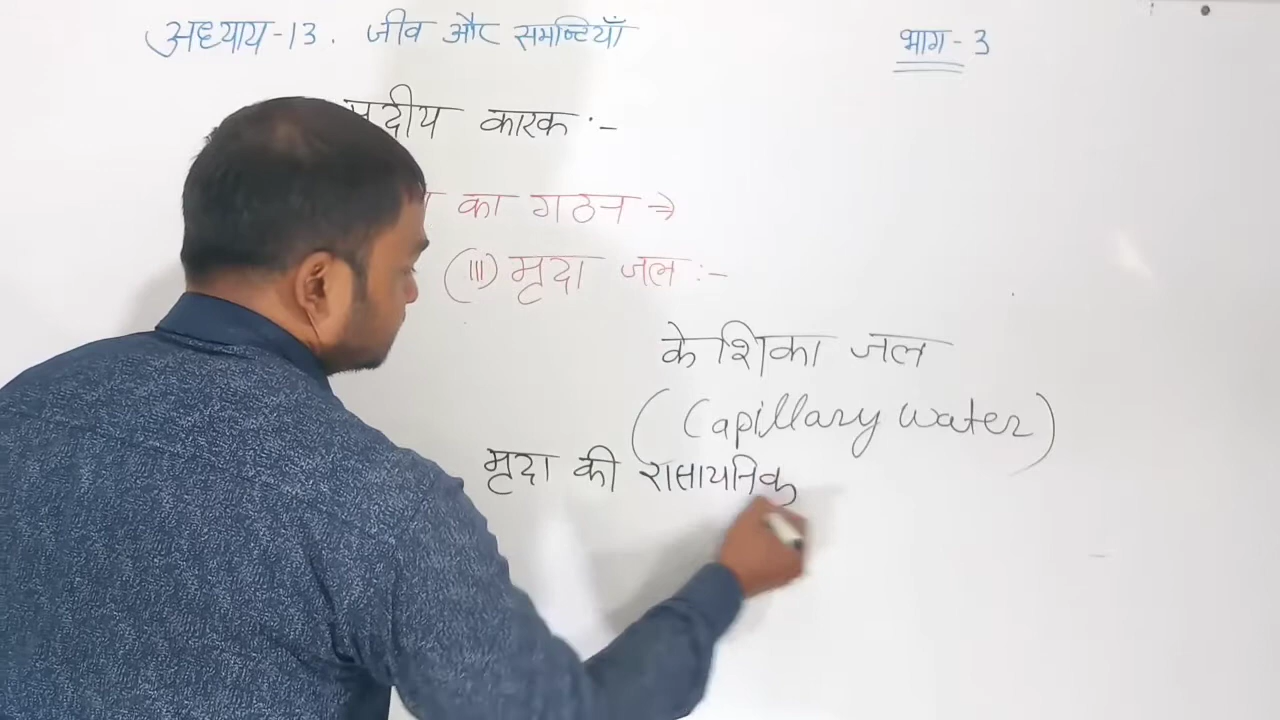 अध्याय-13. जीव और समष्टियाँ
भाग - 3
मृदीय कारक :-
का गठन ⇒
(III) मृदा जल :-
केशिका जल
(Capillary water)
मृदा की रासायनिक